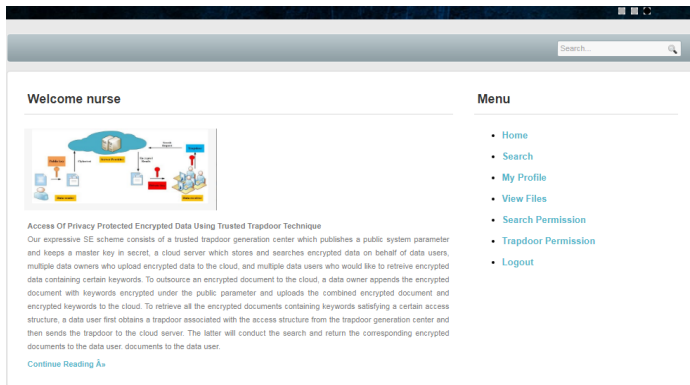 Search...
Welcome nurse
Access Of Privacy Protected Encrypted Data Using Trusted Trapdoor Technique
Our expressive SE scheme consists of a trusted trapdoor generation center which publishes a public system parameter
and keeps a master key in secret, a cloud server which stores and searches encrypted data on behalf of data users,
multiple data owners who upload encrypted data to the cloud, and multiple data users who would like to retreive encrypted
data containing certain keywords. To outsource an encrypted document to the cloud, a data owner appends the encrypted
document with keywords encrypted under the public parameter and uploads the combined encrypted document and
encrypted keywords to the cloud. To retrieve all the encrypted documents containing keywords satisfying a certain access
structure, a data user first obtains a trapdoor associated with the access structure from the trapdoor generation center and
then sends the trapdoor to the cloud server. The latter will conduct the search and return the corresponding encrypted
documents to the data user. documents to the data user.
Continue Reading Â»
Menu
Home
Search
My Profile
View Files
Search Permission
Trapdoor Permission
Logout